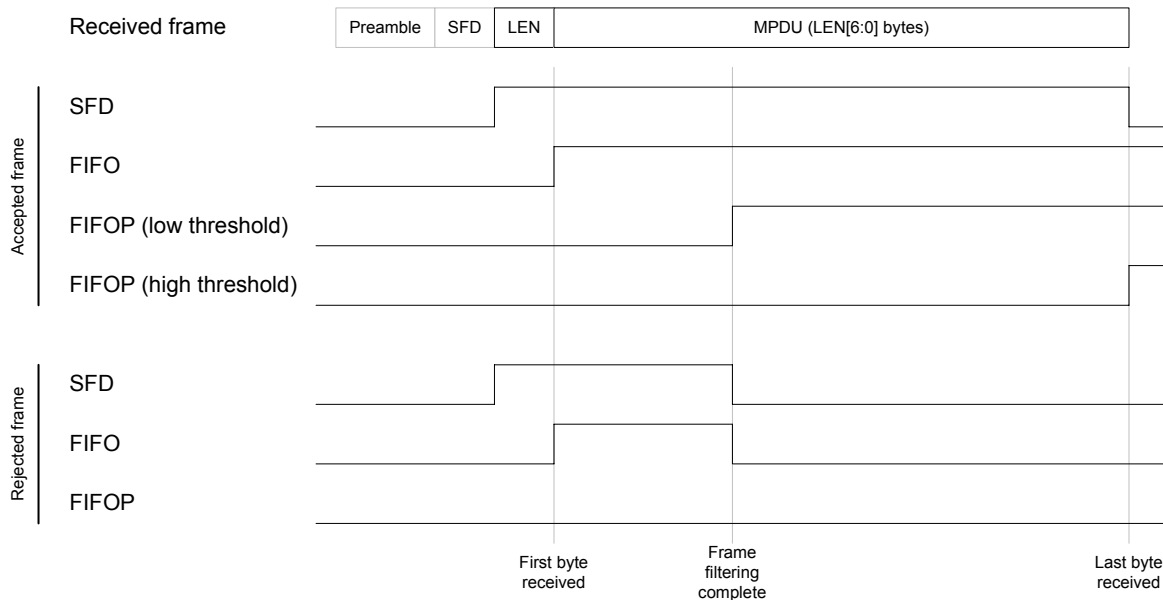 Received frame
Preamble SFD LEN MPDU (LEN[6:0] bytes)
Accepted frame
SFD
FIFO
FIFOP (low threshold)
FIFOP (high threshold)
Rejected frame
SFD
FIFO
FIFOP
First byte
received
Frame
filtering
complete
Last byte
received